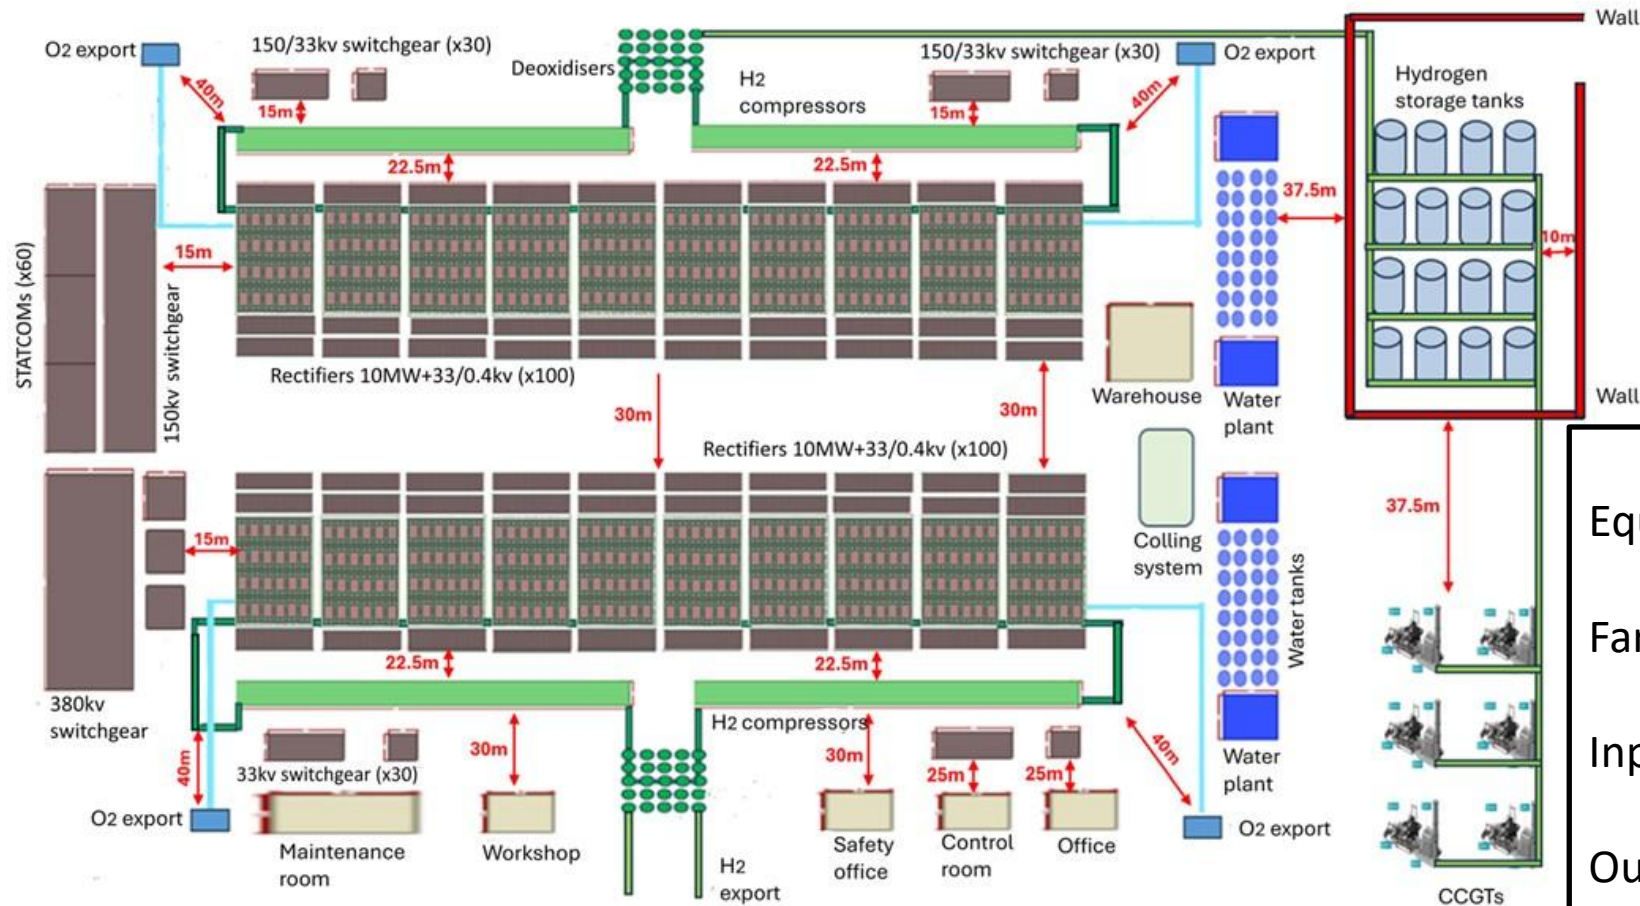 O2 export
150/33kv switchgear (x30)
Deoxidisers
H2
compressors
150/33kv switchgear (x30)
O2 export
Wall
Hydrogen
storage tanks
40m
15m
15m
40m
22.5m
22.5m
37.5m
10m
STATCOMs (x60)
150kv switchgear
15m
Rectifiers 10MW+33/0.4kv (x100)
Warehouse
Water
plant
Wall
30m
30m
Rectifiers 10MW+33/0.4kv (x100)
37.5m
15m
Colling
system
Water tanks
22.5m
22.5m
380kv
switchgear
H2 compressors
30m
30m
40m
40m
33kv switchgear (x30)
25m
25m
Water
plant
O2 export
O2 export
Maintenance
room
Workshop
H2
export
Safety
office
Control
room
Office
CCGTs
Equ
Far
Inp
Ou